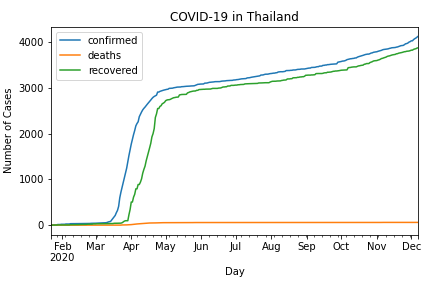 COVID-19 in Thailand
confirmed
deaths
recovered
Number of Cases
4000
3000
2000
1000
0
Feb Mar Apr May Jun Jul Aug Sep Oct Nov Dec
2020
Day